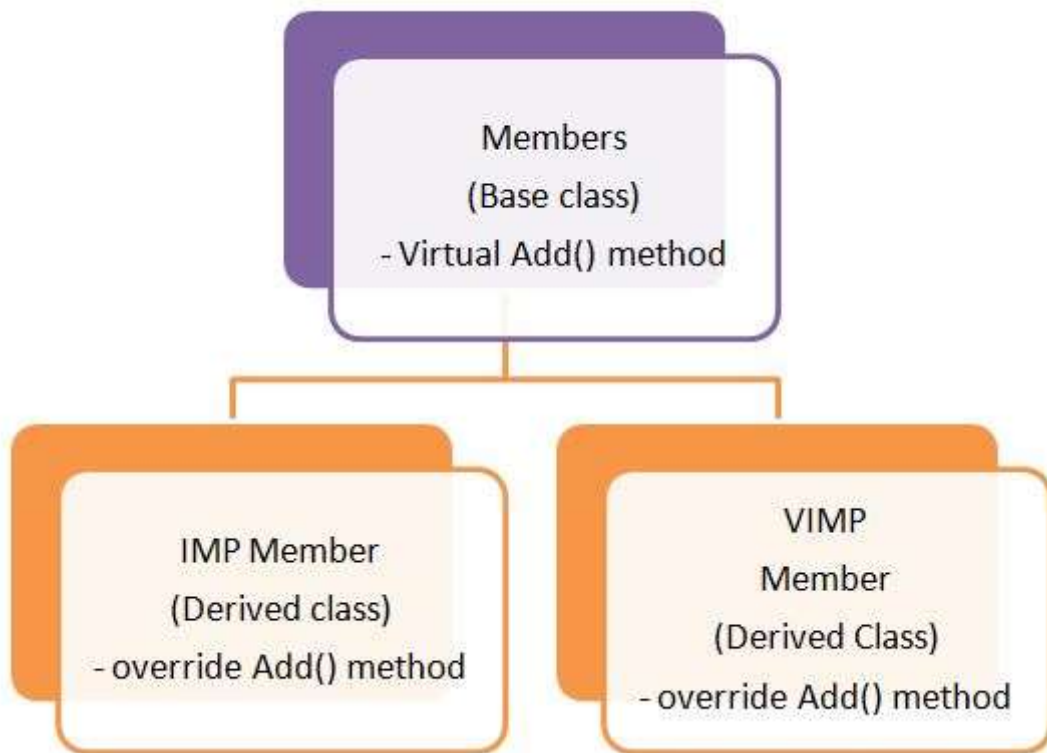 Members
(Base class)
- Virtual Add() method
IMP Member
(Derived class)
- override Add() method
VIMP
Member
(Derived Class)
- override Add() method